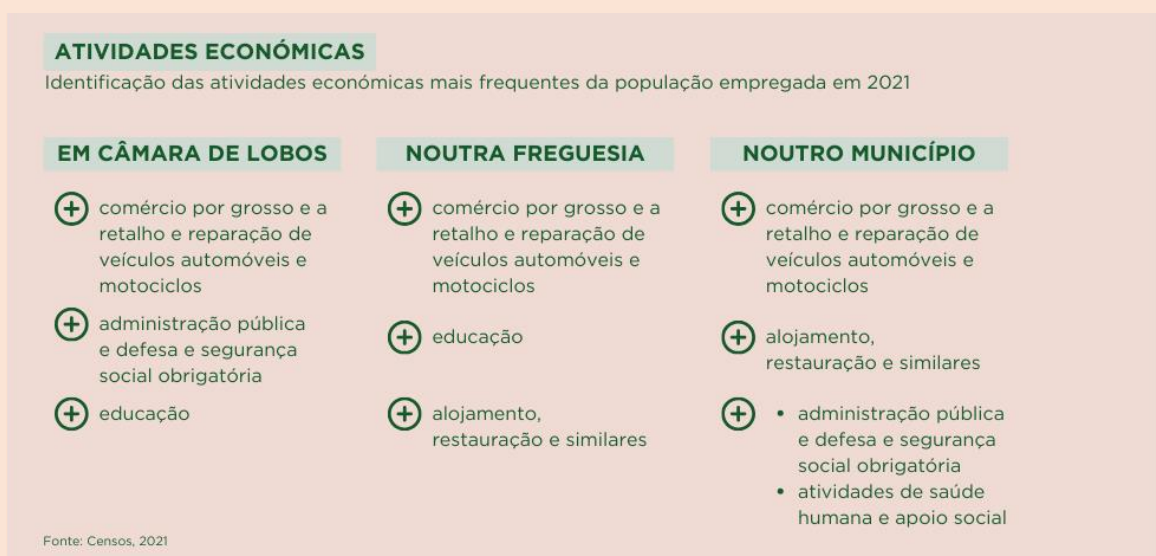 ATIVIDADES ECONÓMICAS
Identificação das atividades económicas mais frequentes da população empregada em 2021
EM CÂMARA DE LOBOS
comércio por grosso e a
retalho e reparação de
veículos automóveis e
motociclos
administração pública
e defesa e segurança
social obrigatória
educação
NOUTRA FREGUESIA
comércio por grosso e a
retalho e reparação de
veículos automóveis e
motociclos
educação
alojamento,
restauração e similares
NOUTRO MUNICÍPIO
comércio por grosso e a
retalho e reparação de
veículos automóveis e
motociclos
alojamento,
restauração e similares
• administração pública
e defesa e segurança
social obrigatória
• atividades de saúde
humana e apoio social
Fonte: Censos, 2021